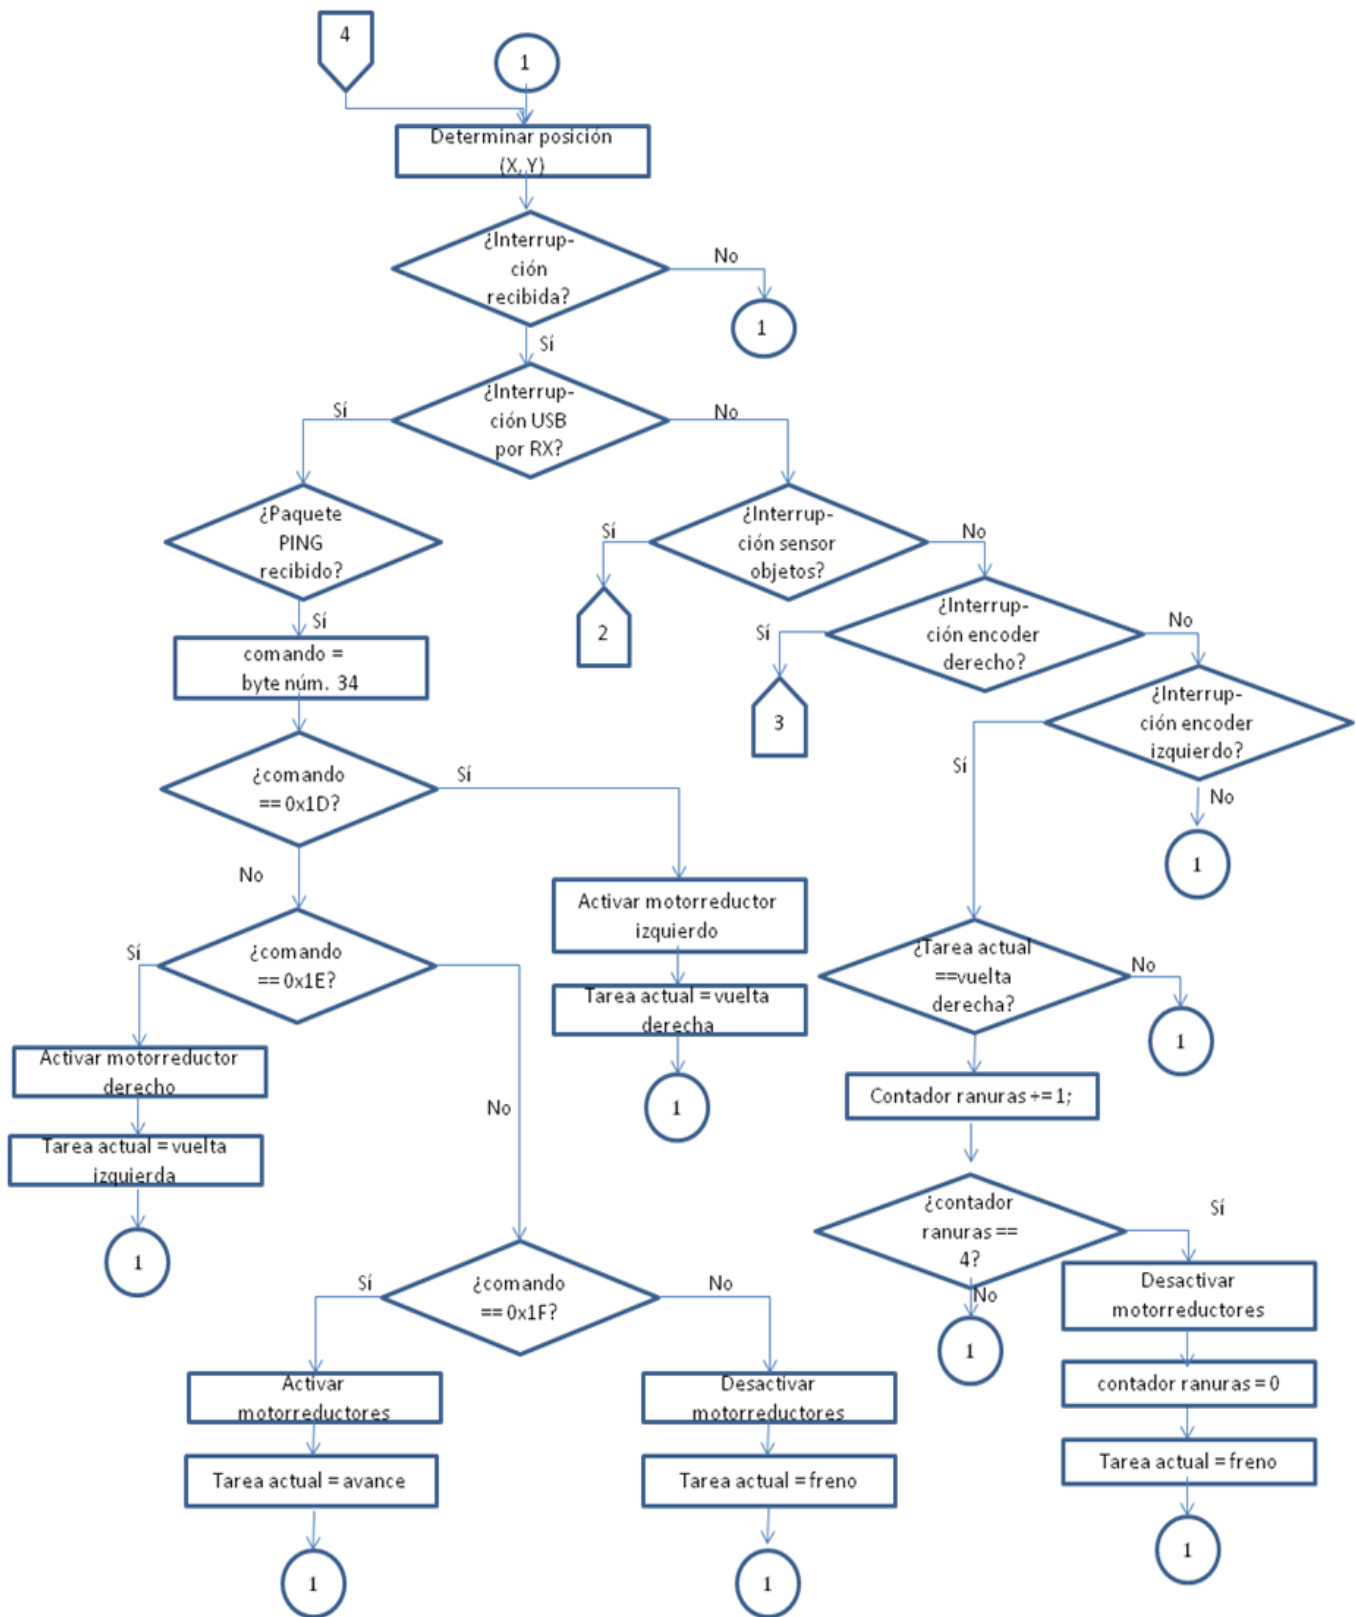 4
1
Determinar posición
(X, Y)
¿Interrup-
ción
recibida?
No
1
Sí
¿Interrup-
ción USB
por RX?
Sí
No
¿Paquete
PING
recibido?
Sí
comando =
byte núm. 34
¿Interrup-
ción sensor
objetos?
Sí
No
2
¿Interrup-
ción encoder
derecho?
Sí
No
3
¿Interrup-
ción encoder
izquierdo?
Sí
No
1
¿comando
== 0x1D?
Sí
No
Activar motorreductor
izquierdo
Tarea actual = vuelta
derecha
1
¿comando
== 0x1E?
Sí
No
Activar motorreductor
derecho
Tarea actual = vuelta
izquierda
1
¿Tarea actual
==vuelta
derecha?
No
1
Contador ranuras += 1;
¿contador
ranuras ==
4?
Sí
No
1
Desactivar
motorreductores
contador ranuras = 0
Tarea actual = freno
1
¿comando
== 0x1F?
Sí
No
Activar
motorreductores
Tarea actual = avance
1
Desactivar
motorreductores
Tarea actual = freno
1